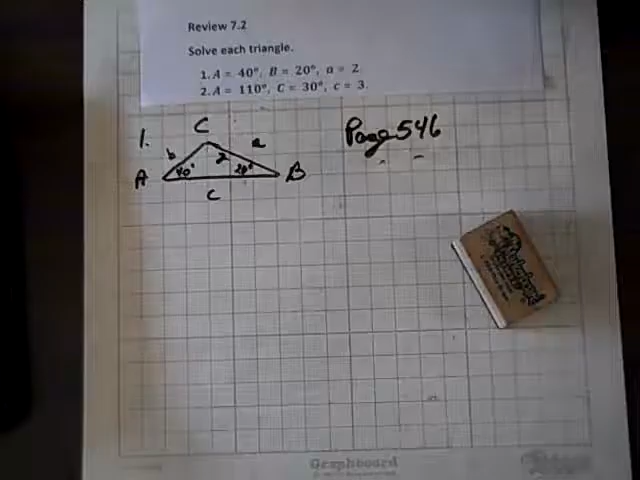 Review 7.2
Solve each triangle.
1. A = 40°, B = 20°, a = 2
2. A = 110°, C = 30°, c = 3.
1.
C
Page 546
b
a
2
A
40°
20°
B
c
Graphboard